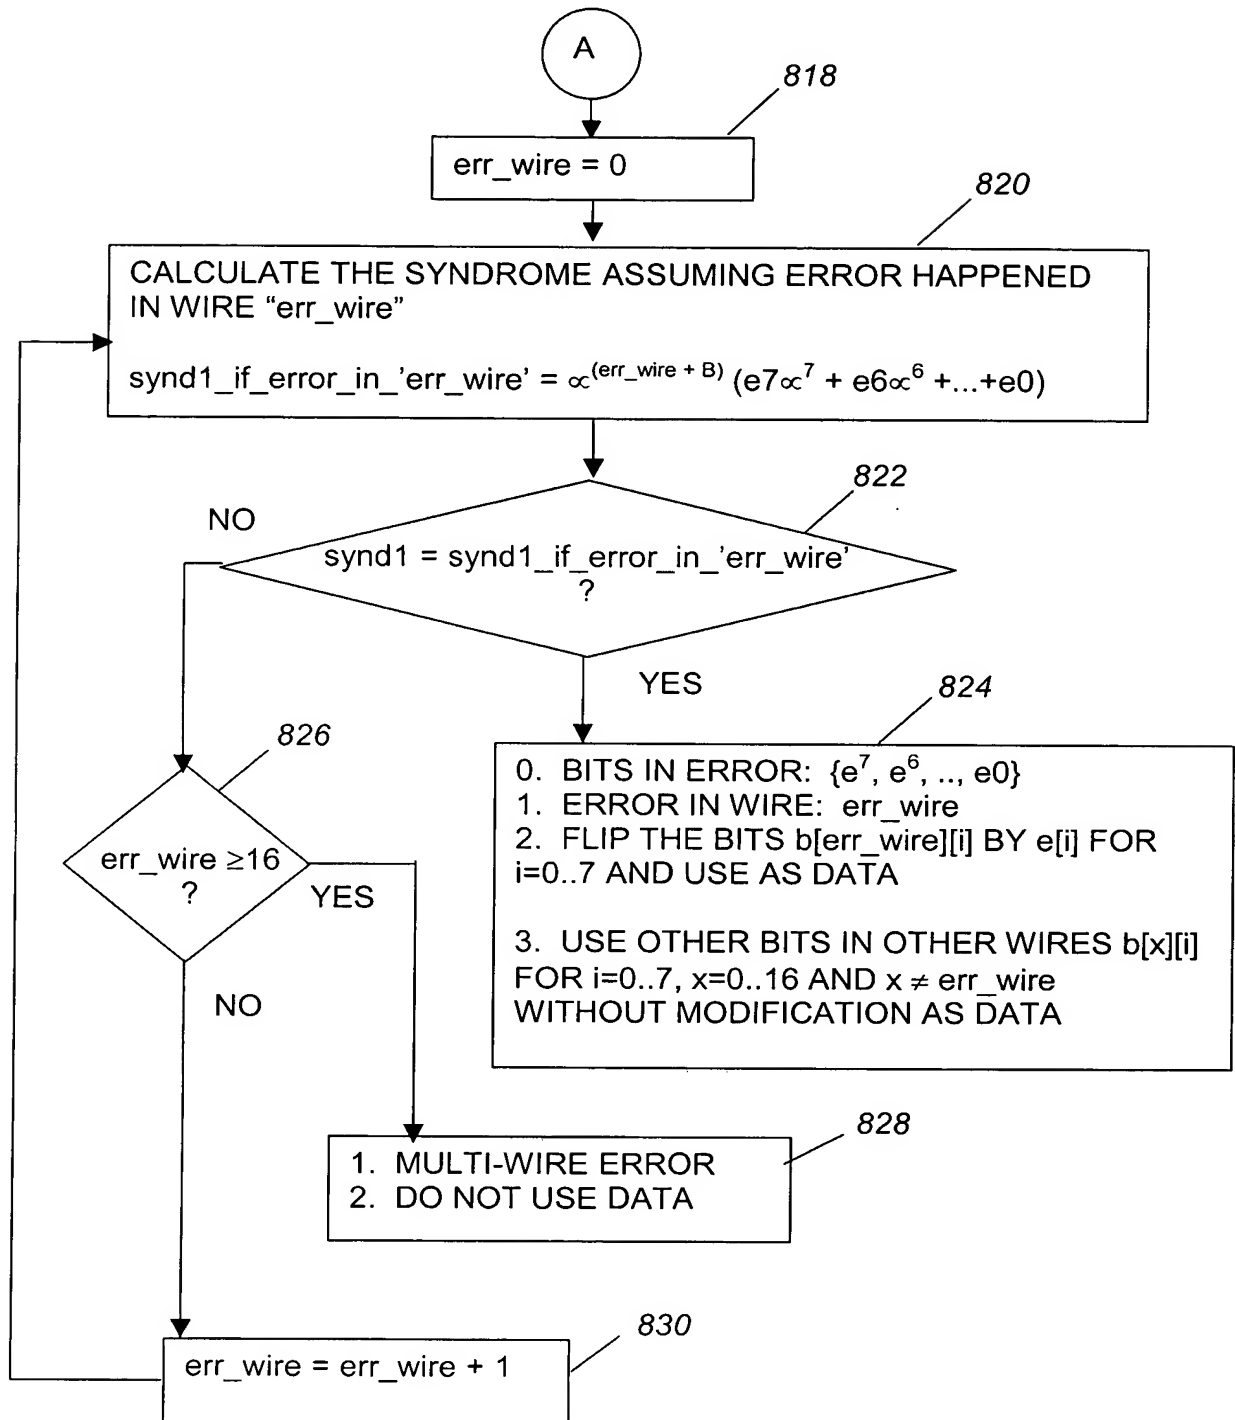 A
818
err_wire = 0
820
CALCULATE THE SYNDROME ASSUMING ERROR HAPPENED
IN WIRE “err_wire”
synd1_if_error_in_’err_wire’ = ∝^(err_wire + B) (e7∝^7 + e6∝^6 +...+e0)
822
NO
synd1 = synd1_if_error_in_’err_wire’
?
YES
824
826
0. BITS IN ERROR: {e^7, e^6, .., e0}
1. ERROR IN WIRE: err_wire
2. FLIP THE BITS b[err_wire][i] BY e[i] FOR
i=0..7 AND USE AS DATA
3. USE OTHER BITS IN OTHER WIRES b[x][i]
FOR i=0..7, x=0..16 AND x ≠ err_wire
WITHOUT MODIFICATION AS DATA
err_wire ≥16
?
YES
NO
828
1. MULTI-WIRE ERROR
2. DO NOT USE DATA
830
err_wire = err_wire + 1